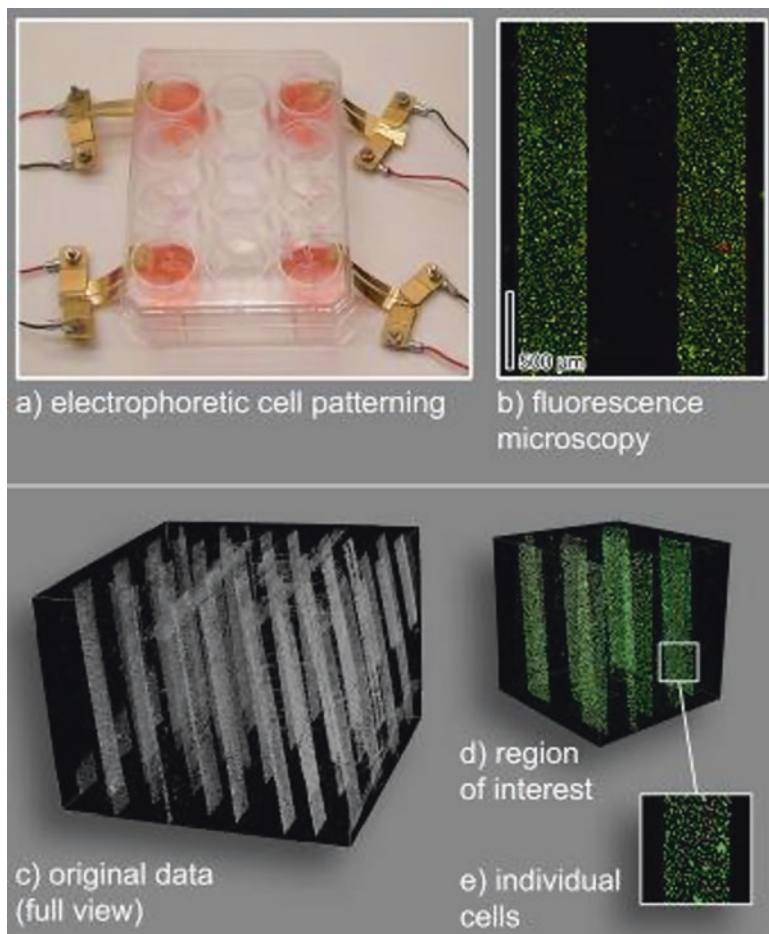 a) electrophoretic cell patterning
500 µm
b) fluorescence
microscopy
c) original data
(full view)
d) region
of interest
e) individual
cells